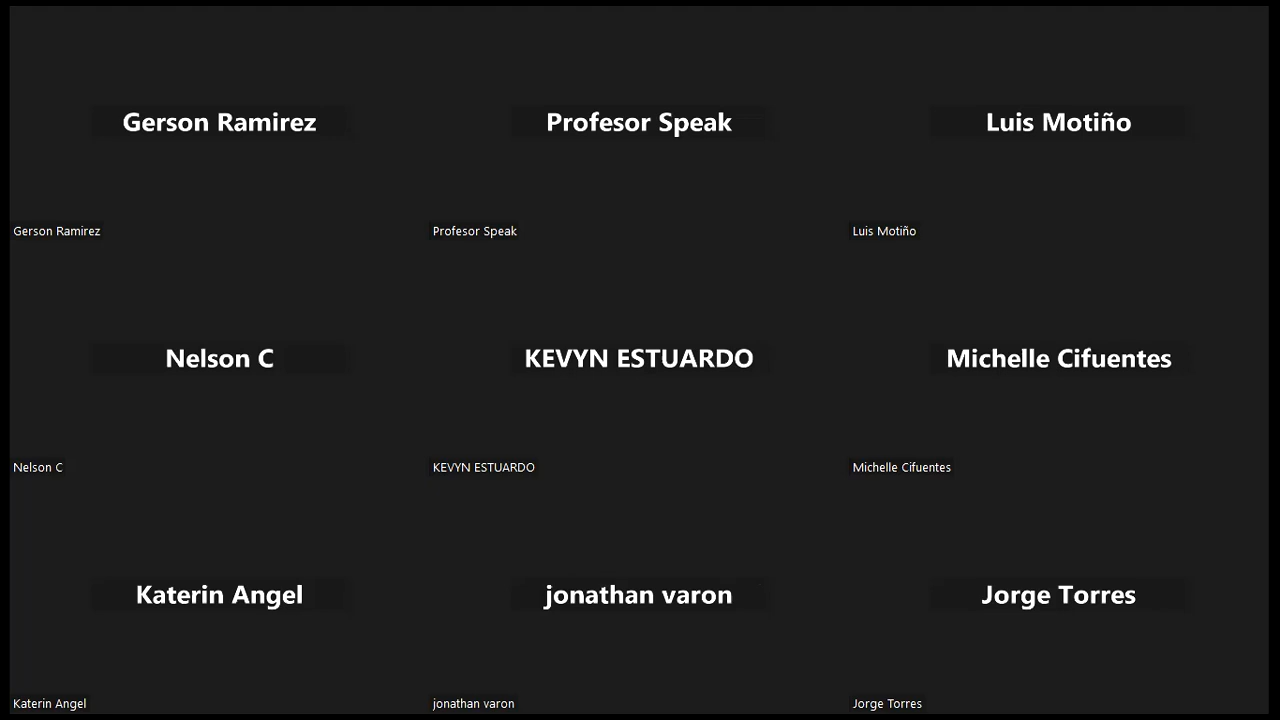 Gerson Ramirez
Profesor Speak
Luis Motiño
Gerson Ramirez
Profesor Speak
Luis Motiño
Nelson C
KEVYN ESTUARDO
Michelle Cifuentes
Nelson C
KEVYN ESTUARDO
Michelle Cifuentes
Katerin Angel
jonathan varon
Jorge Torres
Katerin Angel
jonathan varon
Jorge Torres